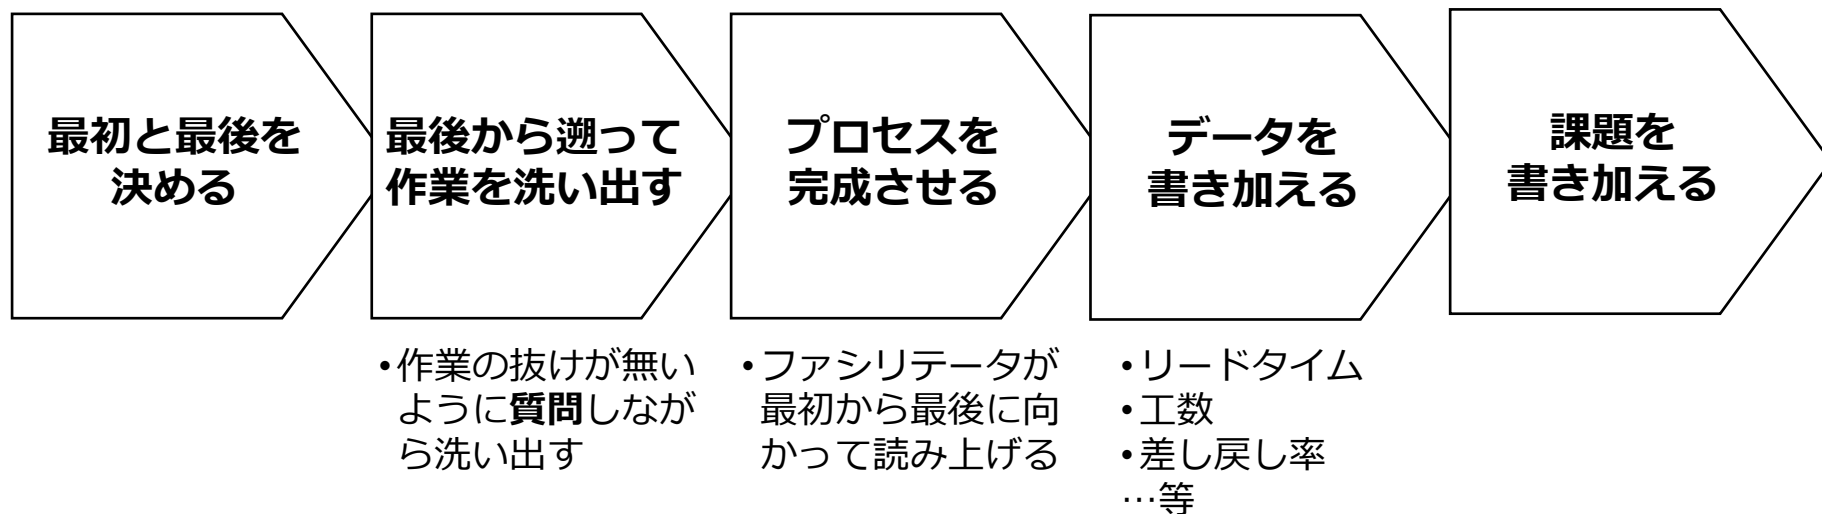 最初と最後を
決める
最後から遡って
作業を洗い出す
プロセスを
完成させる
データを
書き加える
課題を
書き加える
•作業の抜けが無い
ように質問しなが
ら洗い出す
•ファシリテータが
最初から最後に向
かって読み上げる
•リードタイム
•工数
•差し戻し率
…等